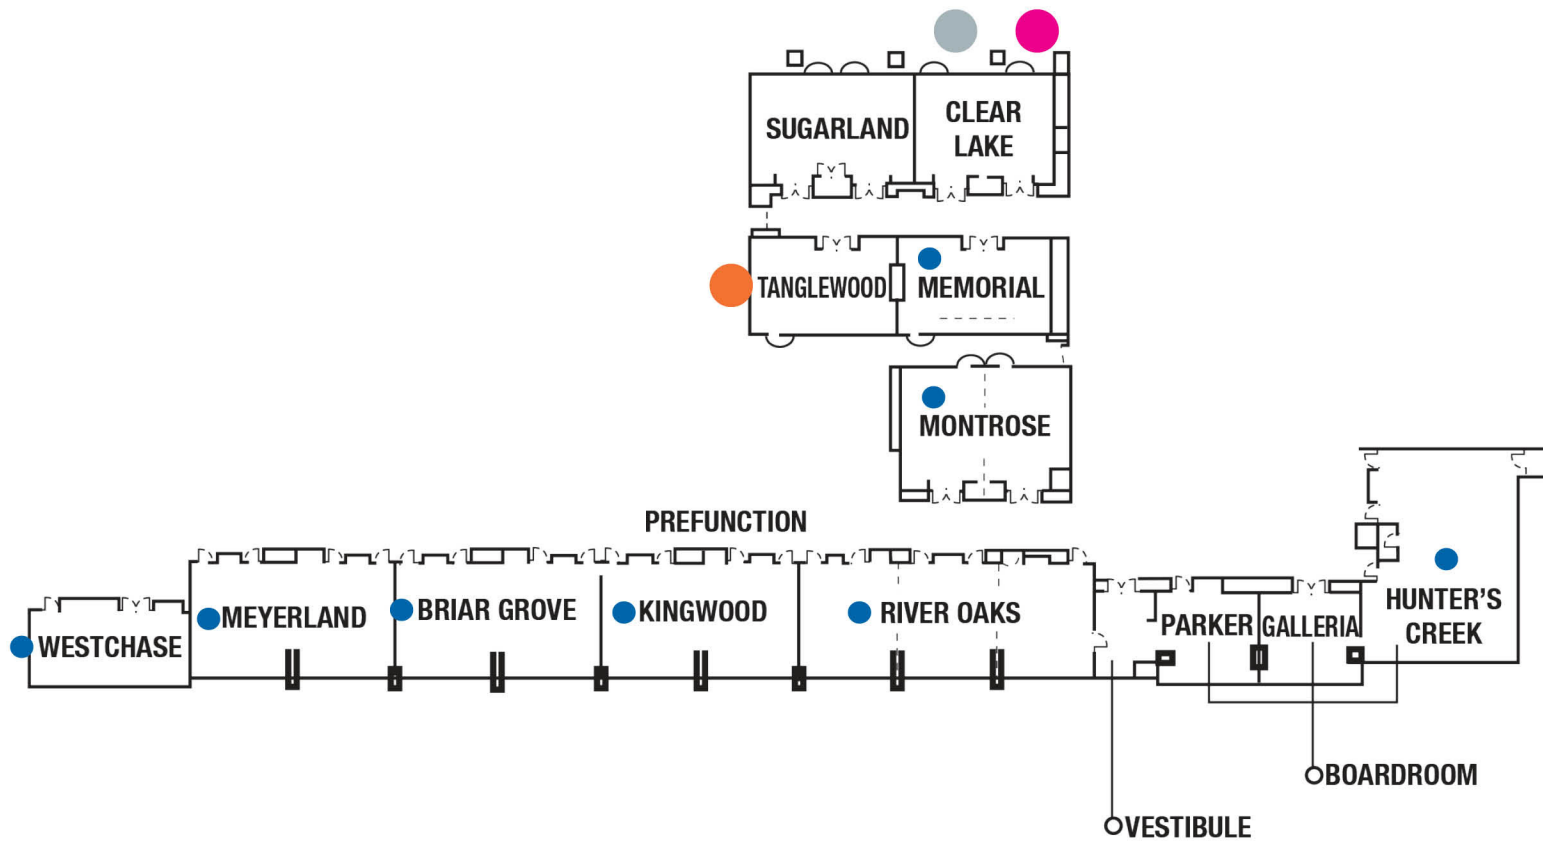 SUGARLAND
CLEAR
LAKE
TANGLEWOOD
MEMORIAL
MONTROSE
PREFUNCTION
WESTCHASE
MEYERLAND
BRIAR GROVE
KINGWOOD
RIVER OAKS
PARKER
GALLERIA
HUNTER'S
CREEK
BOARDROOM
VESTIBULE